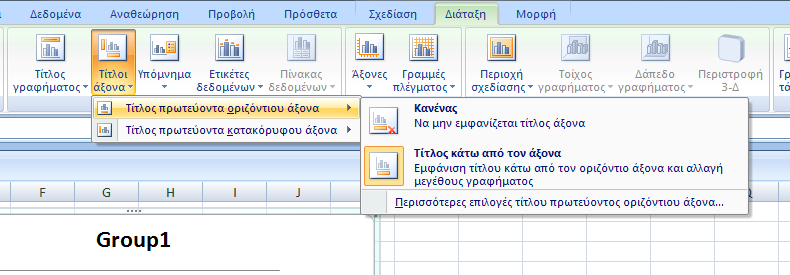 Δεδομένα Αναθεώρηση Προβολή Πρόσθετα Σχεδίαση Διάταξη Μορφή
Τίτλος γραφήματος
Τίτλοι άξονα
Υπόμνημα
Ετικέτες δεδομένων
Πίνακας δεδομένων
Άξονες
Γραμμές πλέγματος
Περιοχή σχεδίασης
Τοίχος γραφήματος
Δάπεδο γραφήματος
Περιστροφή 3-Δ
Τίτλος πρωτεύοντα οριζόντιου άξονα
Τίτλος πρωτεύοντα κατακόρυφου άξονα
Κανένας
Να μην εμφανίζεται τίτλος άξονα
Τίτλος κάτω από τον άξονα
Εμφάνιση τίτλου κάτω από τον οριζόντιο άξονα και αλλαγή
μεγέθους γραφήματος
Περισσότερες επιλογές τίτλου πρωτεύοντος οριζόντιου άξονα...
F G H I J
Group1